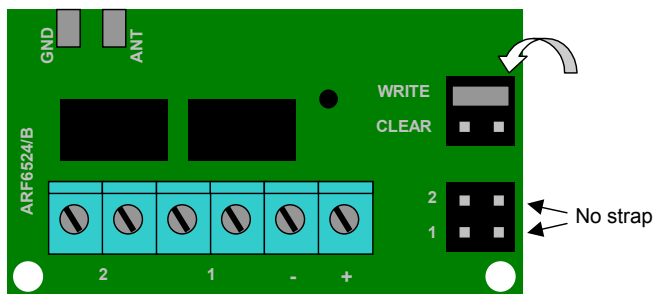 GND
ANT
WRITE
CLEAR
ARF6524/B
2
1
No strap
2
1
-
+